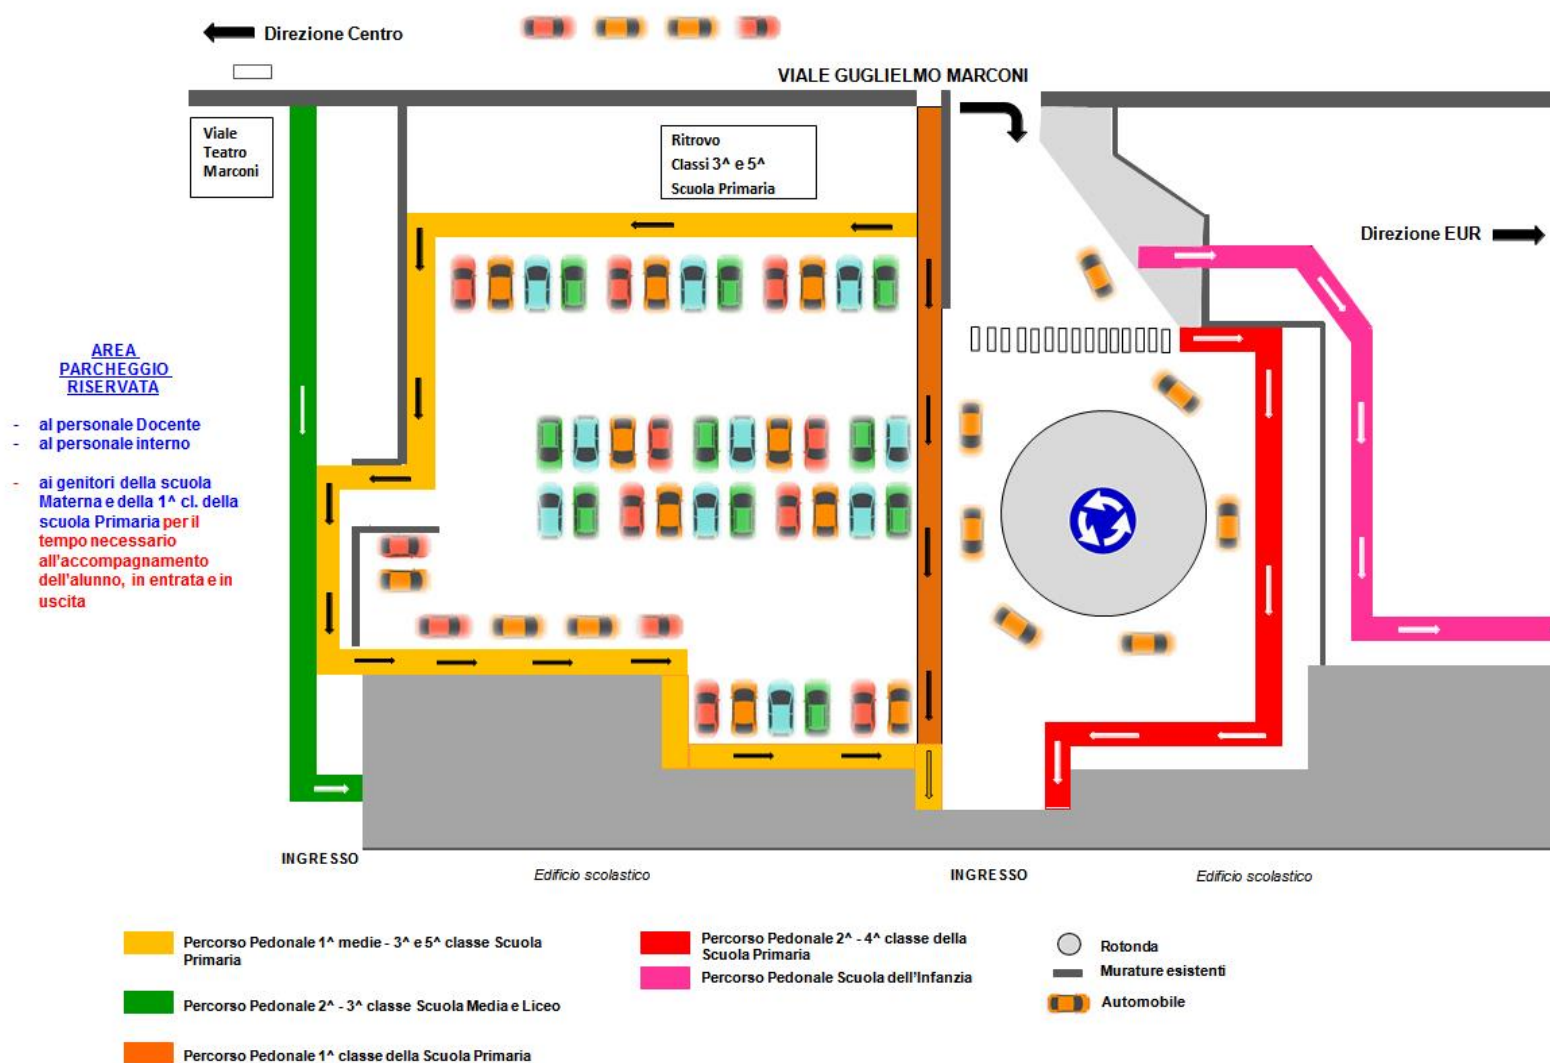 Direzione Centro
VIALE GUGLIELMO MARCONI
Viale
Teatro
Marconi
Ritrovo
Classi 3^ e 5^
Scuola Primaria
Direzione EUR
AREA
PARCHEGGIO
RISERVATA
- al personale Docente
- al personale interno
- ai genitori della scuola
Materna e della 1^ cl. della
scuola Primaria per il
tempo necessario
all'accompagnamento
dell'alunno, in entrata e in
uscita
INGRESSO
Edificio scolastico
INGRESSO
Edificio scolastico
Percorso Pedonale 1^ medie - 3^ e 5^ classe Scuola
Primaria
Percorso Pedonale 2^ - 3^ classe Scuola Media e Liceo
Percorso Pedonale 1^ classe della Scuola Primaria
Percorso Pedonale 2^ - 4^ classe della
Scuola Primaria
Percorso Pedonale Scuola dell'Infanzia
Rotonda
Murature esistenti
Automobile